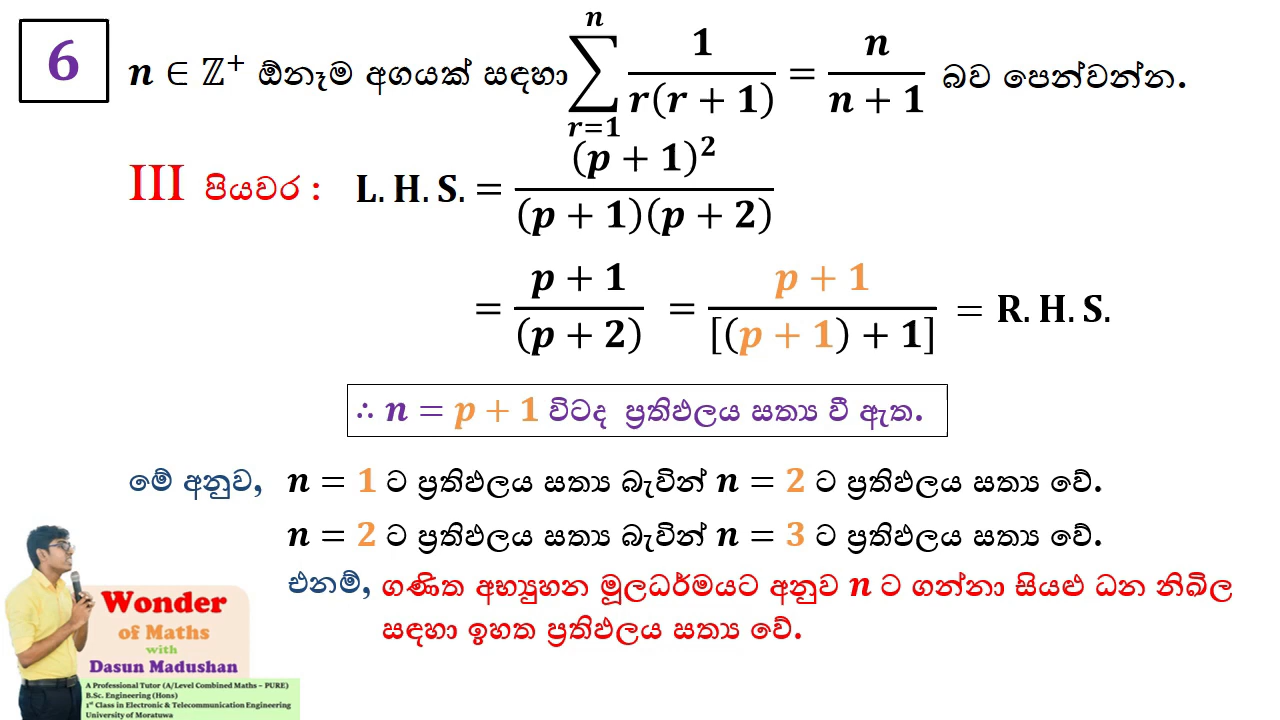 6
n ∈ ℤ⁺ ඕනෑම අගයක් සඳහා ∑_{r=1}^{n} 1/(r(r + 1)) = n/(n + 1) බව පෙන්වන්න.
III පියවර : L. H. S. = (p + 1)²/((p + 1)(p + 2))
= (p + 1)/(p + 2) = (p + 1)/[(p + 1) + 1] = R. H. S.
∴ n = p + 1 විටද ප්‍රතිඵලය සත්‍ය වී ඇත.
මේ අනුව, n = 1 ට ප්‍රතිඵලය සත්‍ය බැවින් n = 2 ට ප්‍රතිඵලය සත්‍ය වේ.
n = 2 ට ප්‍රතිඵලය සත්‍ය බැවින් n = 3 ට ප්‍රතිඵලය සත්‍ය වේ.
එනම්, ගණිත අභ්‍යුහන මූලධර්මයට අනුව n ට ගන්නා සියළු ධන නිඛිල
සඳහා ඉහත ප්‍රතිඵලය සත්‍ය වේ.
Wonder
of Maths
with
Dasun Madushan
A Professional Tutor (A/Level Combined Maths – PURE)
B.Sc. Engineering (Hons)
1st Class in Electronic & Telecommunication Engineering
University of Moratuwa